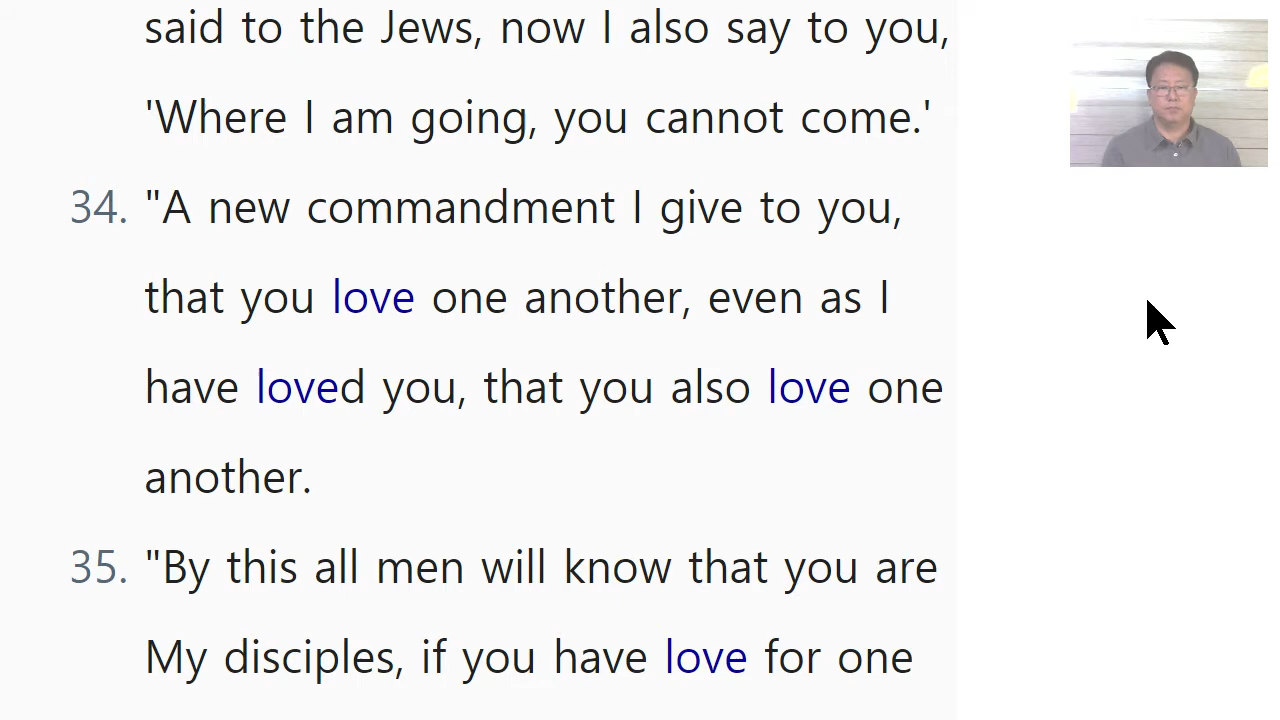 said to the Jews, now I also say to you,
'Where I am going, you cannot come.'
34. "A new commandment I give to you,
that you love one another, even as I
have loved you, that you also love one
another.
35. "By this all men will know that you are
My disciples, if you have love for one